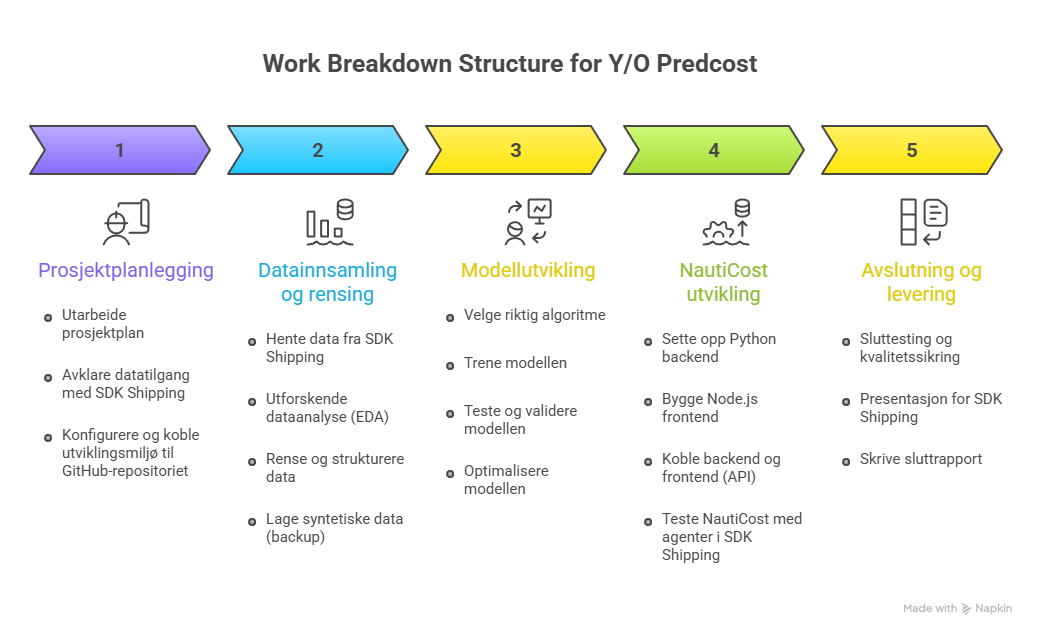 Work Breakdown Structure for Y/O Predcost
1
2
3
4
5
Prosjektplanlegging
Utarbeide
prosjektplan
Avklare datatilgang
med SDK Shipping
Konfigurere og koble
utviklingsmiljø til
GitHub-repositoriet
Datainnsamling
og rensing
Hente data fra SDK
Shipping
Utforskende
dataanalyse (EDA)
Rense og strukturere
data
Lage syntetiske data
(backup)
Modellutvikling
Velge riktig algoritme
Trene modellen
Teste og validere
modellen
Optimalisere
modellen
NautiCost
utvikling
Sette opp Python
backend
Bygge Node.js
frontend
Koble backend og
frontend (API)
Teste NautiCost med
agenter i SDK
Shipping
Avslutning og
levering
Sluttesting og
kvalitetssikring
Presentasjon for SDK
Shipping
Skrive sluttrapport
Made with Napkin